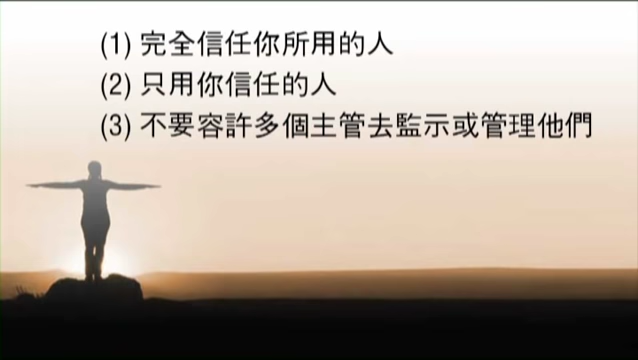 (1) 完全信任你所用的人
(2) 只用你信任的人
(3) 不要容許多個主管去監示或管理他們